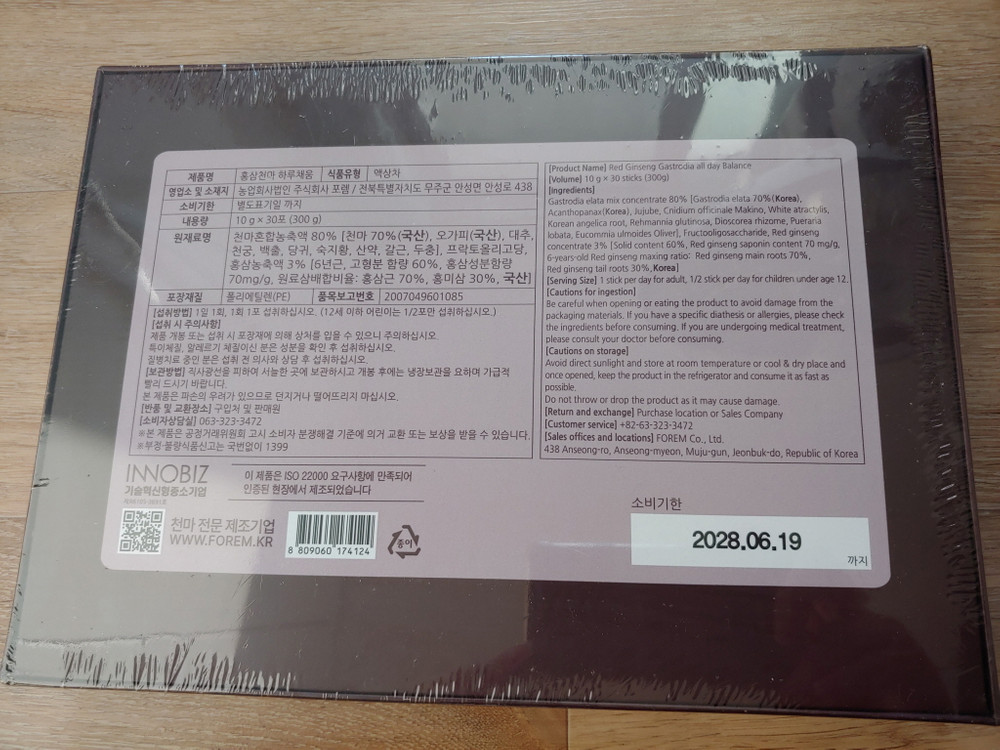 제품명 홍삼천마 하루채움 식품유형 액상차
영업소 및 소재지 농업회사법인 주식회사 포렘 / 전북특별자치도 무주군 안성면 안성로 438
소비기한 별도표기일 까지
내용량 10 g × 30포 (300 g)
원재료명 천마혼합농축액 80% [천마 70%(국산), 오가피(국산), 대추,
천궁, 백출, 당귀, 숙지황, 산약, 갈근, 두충], 프락토올리고당,
홍삼농축액 3% [6년근, 고형분 함량 60%, 홍삼성분함량
70mg/g, 원료삼배합비율: 홍삼근 70%, 홍미삼 30%, 국산]
포장재질 폴리에틸렌(PE) 품목보고번호 2007049601085
[섭취방법] 1일 1회, 1회 1포 섭취하십시오. (12세 이하 어린이는 1/2포만 섭취하십시오.)
[섭취 시 주의사항]
제품 개봉 또는 섭취 시 포장재에 의해 상처를 입을 수 있으니 주의하십시오.
특이체질, 알레르기 체질이신 분은 성분을 확인 후 섭취하십시오.
질병치료 중인 분은 섭취 전 의사와 상담 후 섭취하십시오.
[보관방법] 직사광선을 피하여 서늘한 곳에 보관하시고 개봉 후에는 냉장보관을 요하며 가급적
빨리 드시기 바랍니다.
본 제품은 파손의 우려가 있으므로 던지거나 떨어뜨리지 마십시오.
[반품 및 교환장소] 구입처 및 판매원
[소비자상담실] 063-323-3472
※본 제품은 공정거래위원회 고시 소비자 분쟁해결 기준에 의거 교환 또는 보상을 받을 수 있습니다.
※부정·불량식품신고는 국번없이 1399
[Product Name] Red Ginseng Gastrodia all day Balance
[Volume] 10 g × 30 sticks (300g)
[Ingredients]
Gastrodia elata mix concentrate 80% [Gastrodia elata 70%(Korea),
Acanthopanax(Korea), Jujube, Cnidium officinale Makino, White atractylis,
Korean angelica root, Rehmannia glutinosa, Dioscorea rhizome, Pueraria
lobata, Eucommia ulmoides Oliver], Fructooligosaccharide, Red ginseng
concentrate 3% [Solid content 60%, Red ginseng saponin content 70 mg/g,
6-year-old Red ginseng maxing ratio: Red ginseng main roots 70%,
Red ginseng tail roots 30%,Korea]
[Serving Size] 1 stick per day for adult, 1/2 stick per day for children under age 12.
[Cautions for ingestion]
Be careful when opening or eating the product to avoid damage from the
packaging materials. If you have a specific diathesis or allergies, please check
the ingredients before consuming. If you are undergoing medical treatment,
please consult your doctor before consuming.
[Cautions on storage]
Avoid direct sunlight and store at room temperature or cool & dry place and
once opened, keep the product in the refrigerator and consume it as fast as
possible.
Do not throw or drop the product as it may cause damage.
[Return and exchange] Purchase location or Sales Company
[Customer service] +82-63-323-3472
[Sales offices and locations] FOREM Co., Ltd.
438 Anseong-ro, Anseong-myeon, Muju-gun, Jeonbuk-do, Republic of Korea
INNOBIZ
기술혁신형중소기업
이 제품은 ISO 22000 요구사항에 만족되어
인증된 현장에서 제조되었습니다
천마 전문 제조기업
WWW.FOREM.KR
8 809060 174124
종이
소비기한
2028.06.19
까지